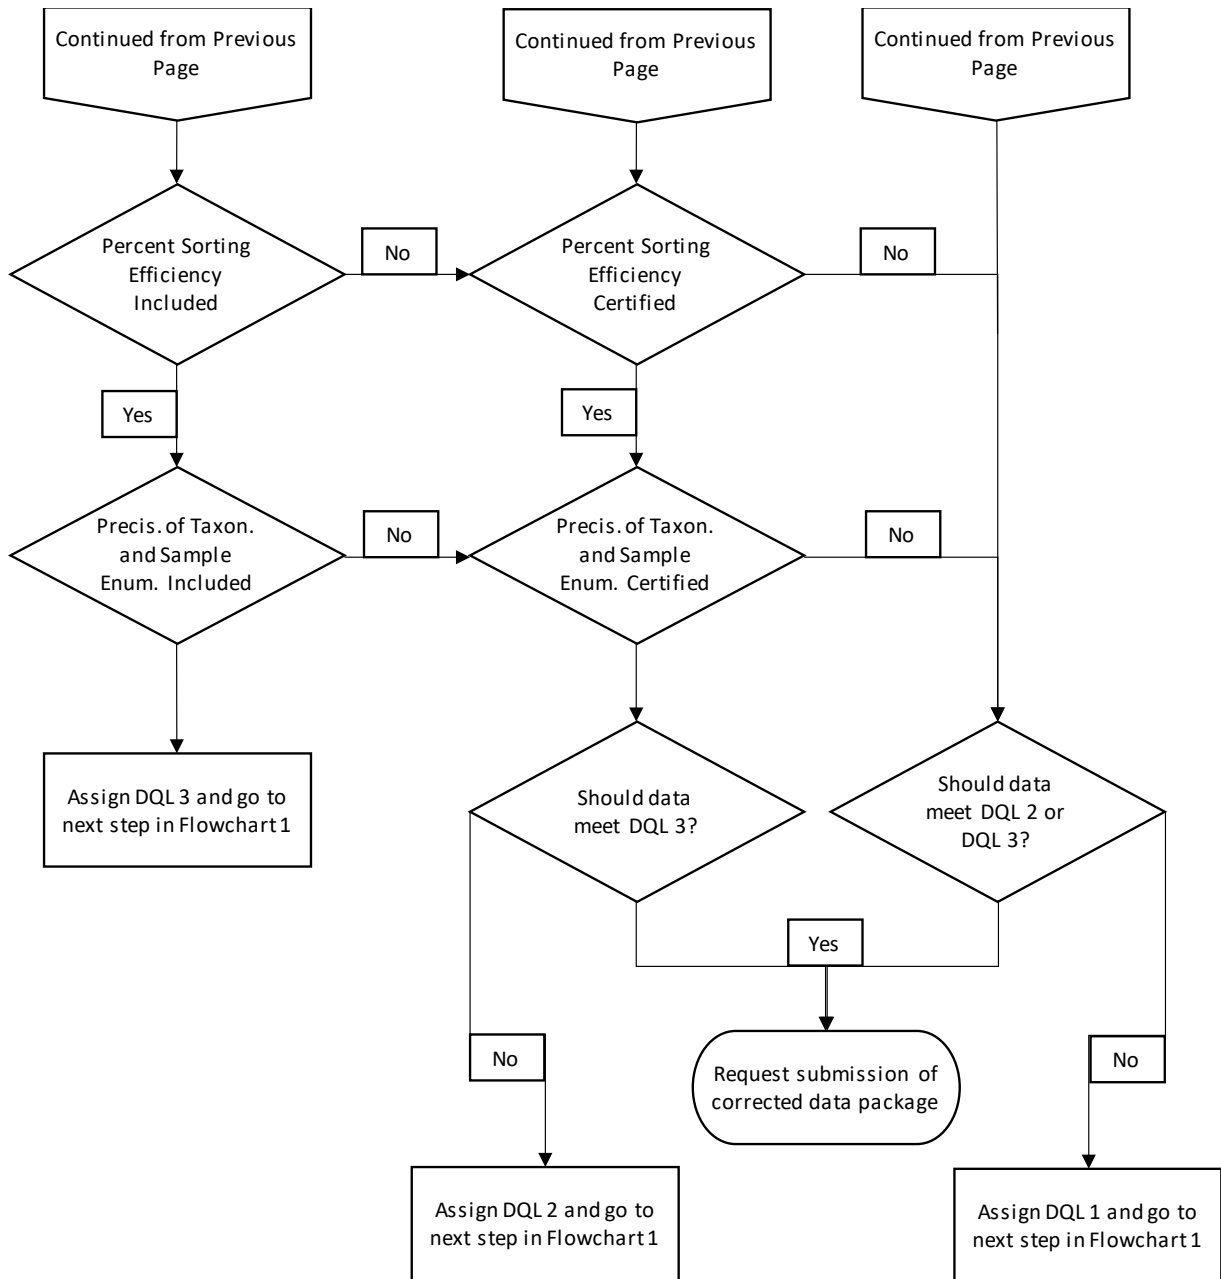 Continued from Previous
Page
Continued from Previous
Page
Continued from Previous
Page
Percent Sorting
Efficiency
Included
No
Percent Sorting
Efficiency
Certified
No
Yes
Yes
Precis. of Taxon.
and Sample
Enum. Included
No
Precis. of Taxon.
and Sample
Enum. Certified
No
Assign DQL 3 and go to
next step in Flowchart 1
Should data
meet DQL 3?
Should data
meet DQL 2 or
DQL 3?
Yes
No
Request submission of
corrected data package
No
Assign DQL 2 and go to
next step in Flowchart 1
Assign DQL 1 and go to
next step in Flowchart 1